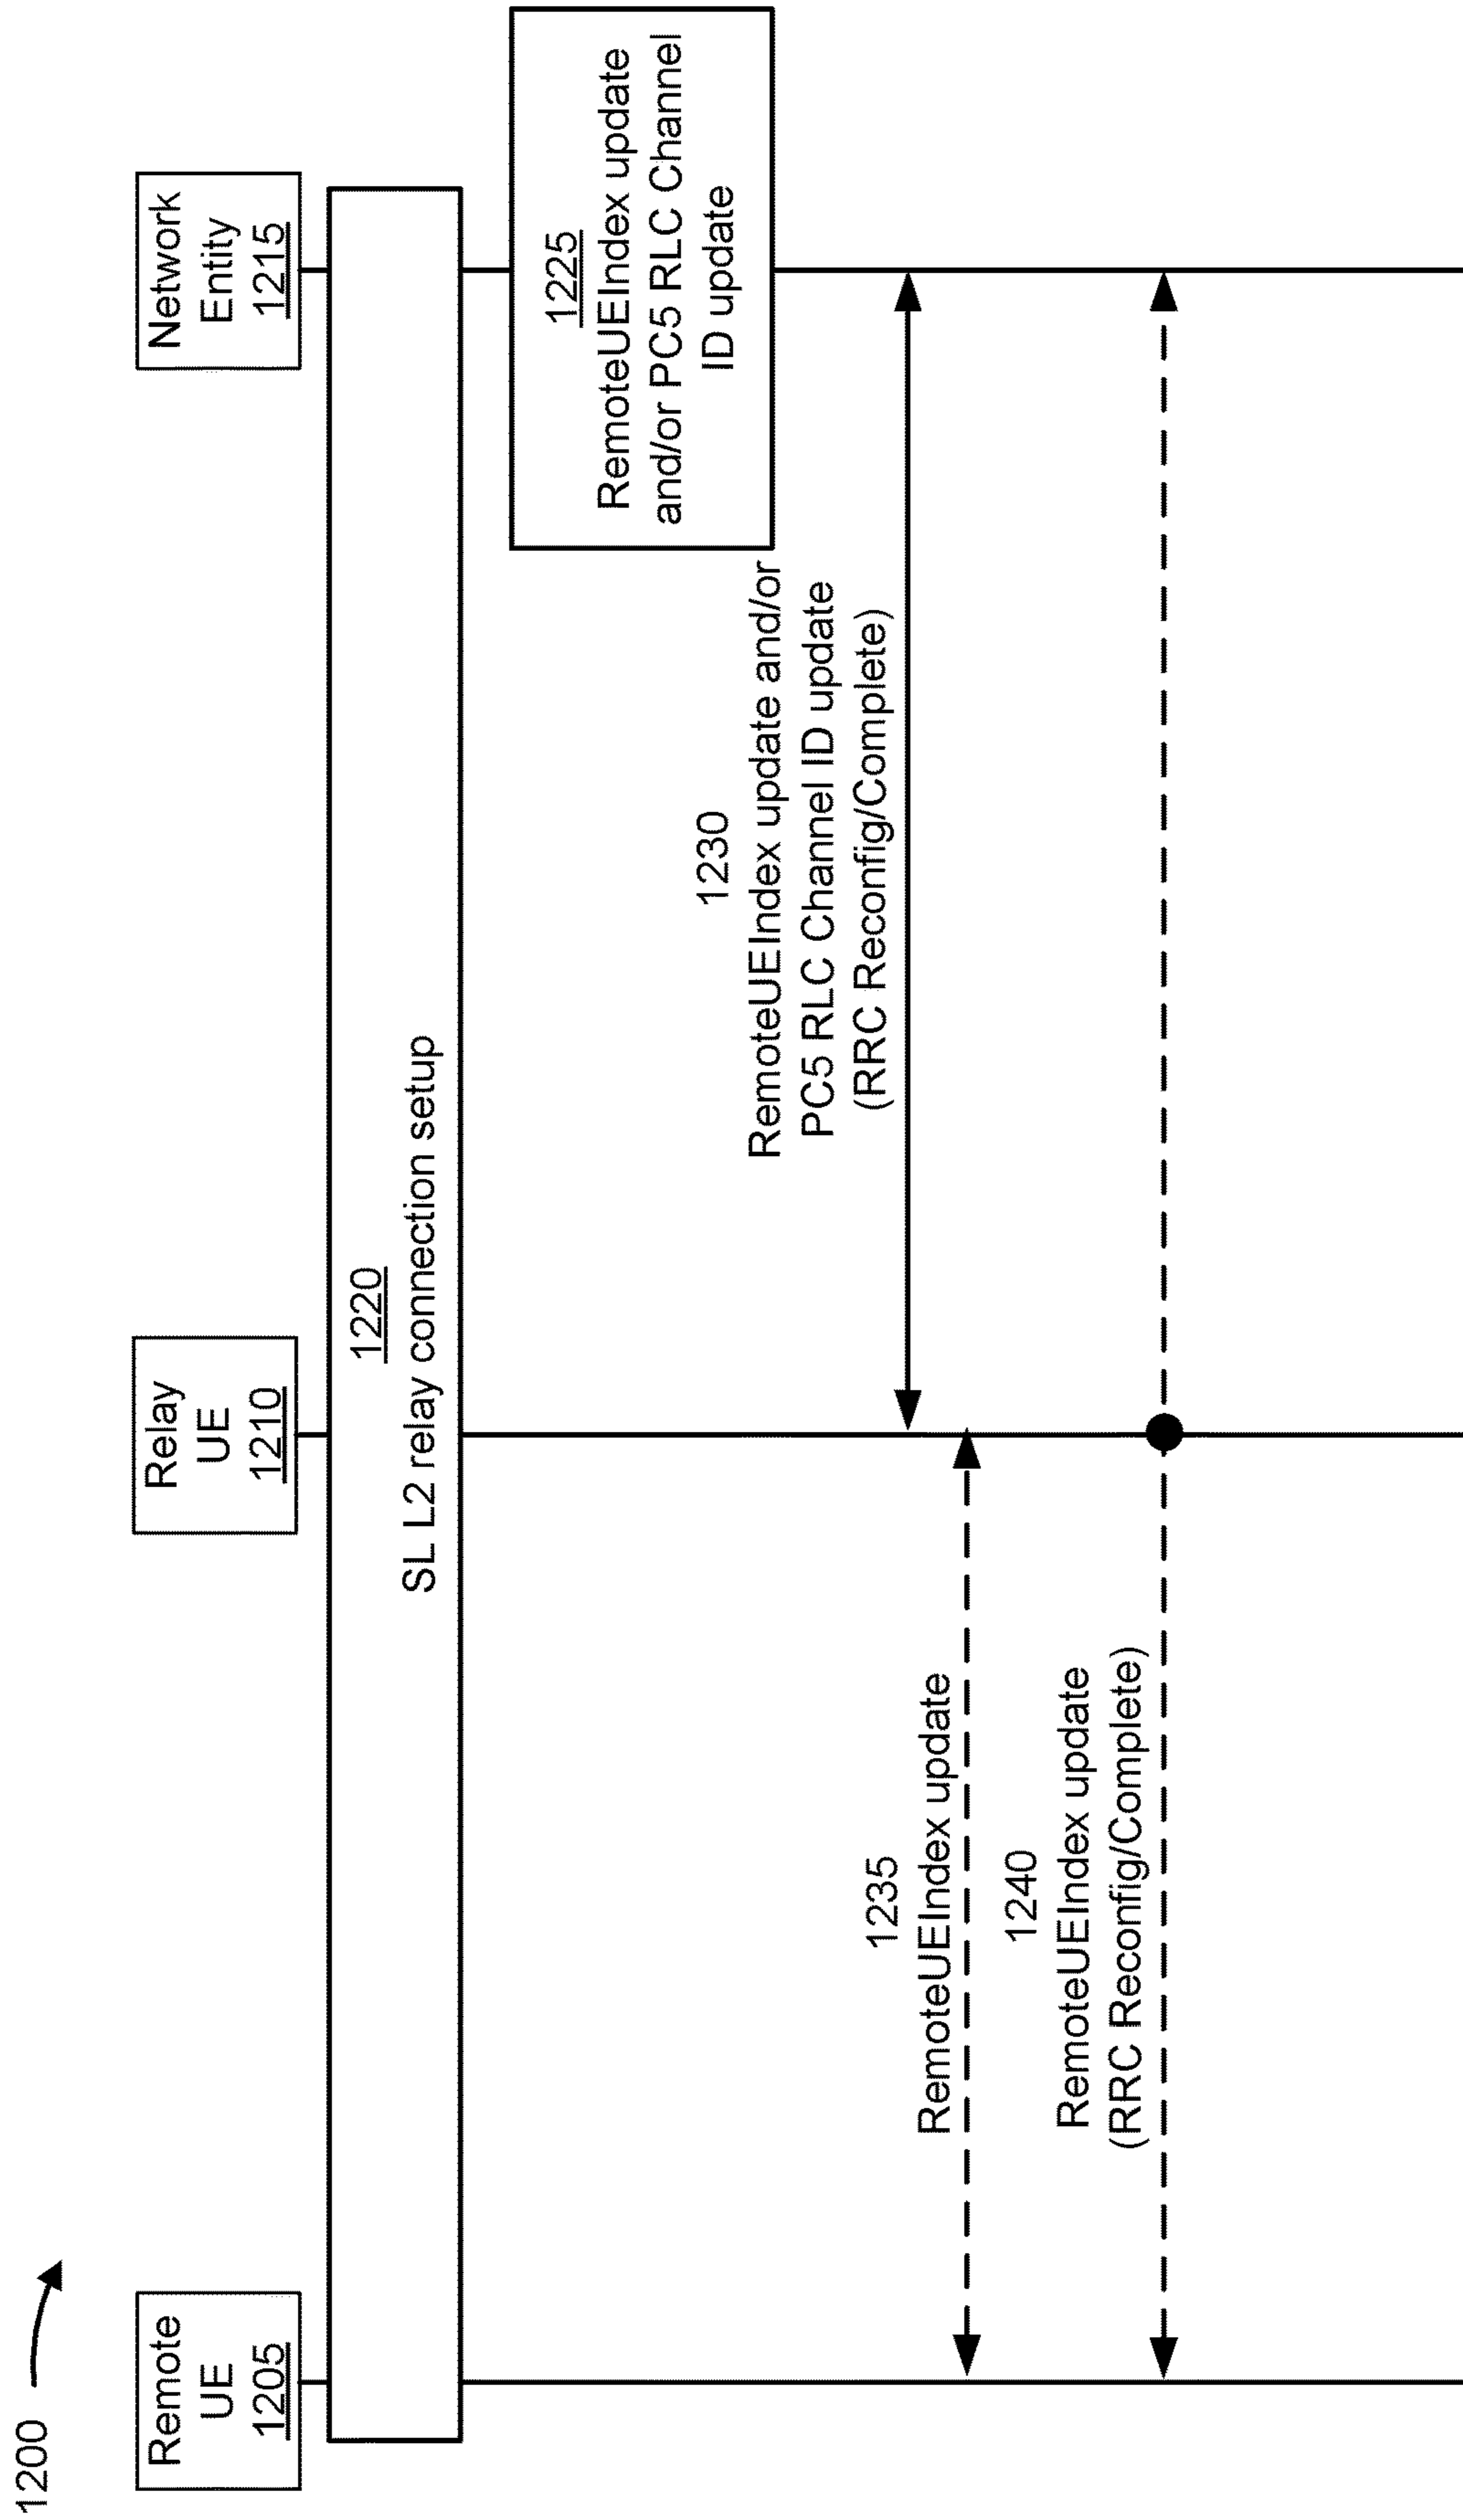 1200
Remote
UE
1205
Relay
UE
1210
Network
Entity
1215
1220
SL L2 relay connection setup
1225
RemoteUEIndex update
and/or PC5 RLC Channel
ID update
1230
RemoteUEIndex update and/or
PC5 RLC Channel ID update
(RRC Reconfig/Complete)
1235
RemoteUEIndex update
1240
RemoteUEIndex update
(RRC Reconfig/Complete)